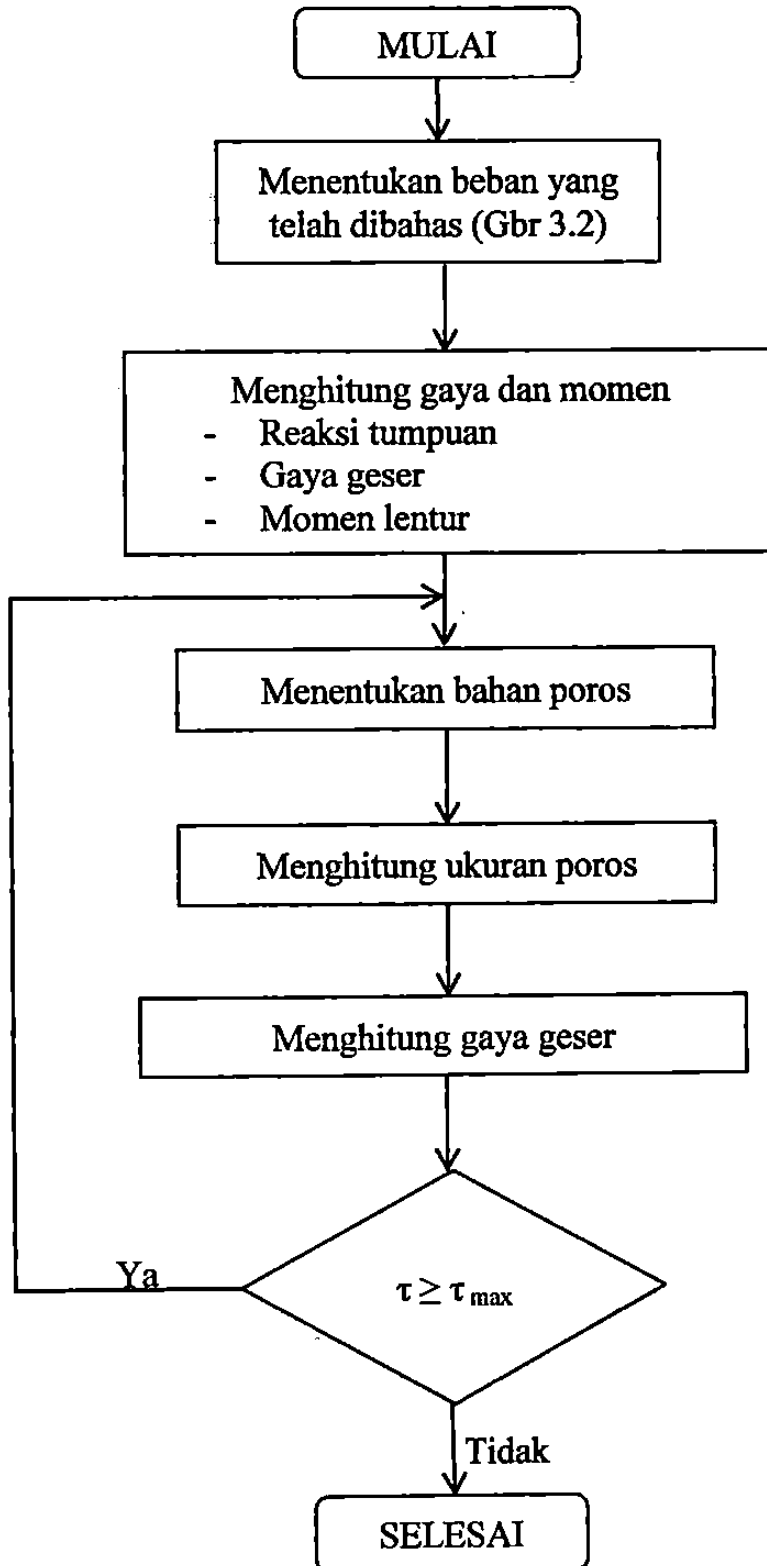 MULAI
Menentukan beban yang
telah dibahas (Gbr 3.2)
Menghitung gaya dan momen
- Reaksi tumpuan
- Gaya geser
- Momen lentur
Menentukan bahan poros
Menghitung ukuran poros
Menghitung gaya geser
Ya
τ ≥ τ max
Tidak
SELESAI